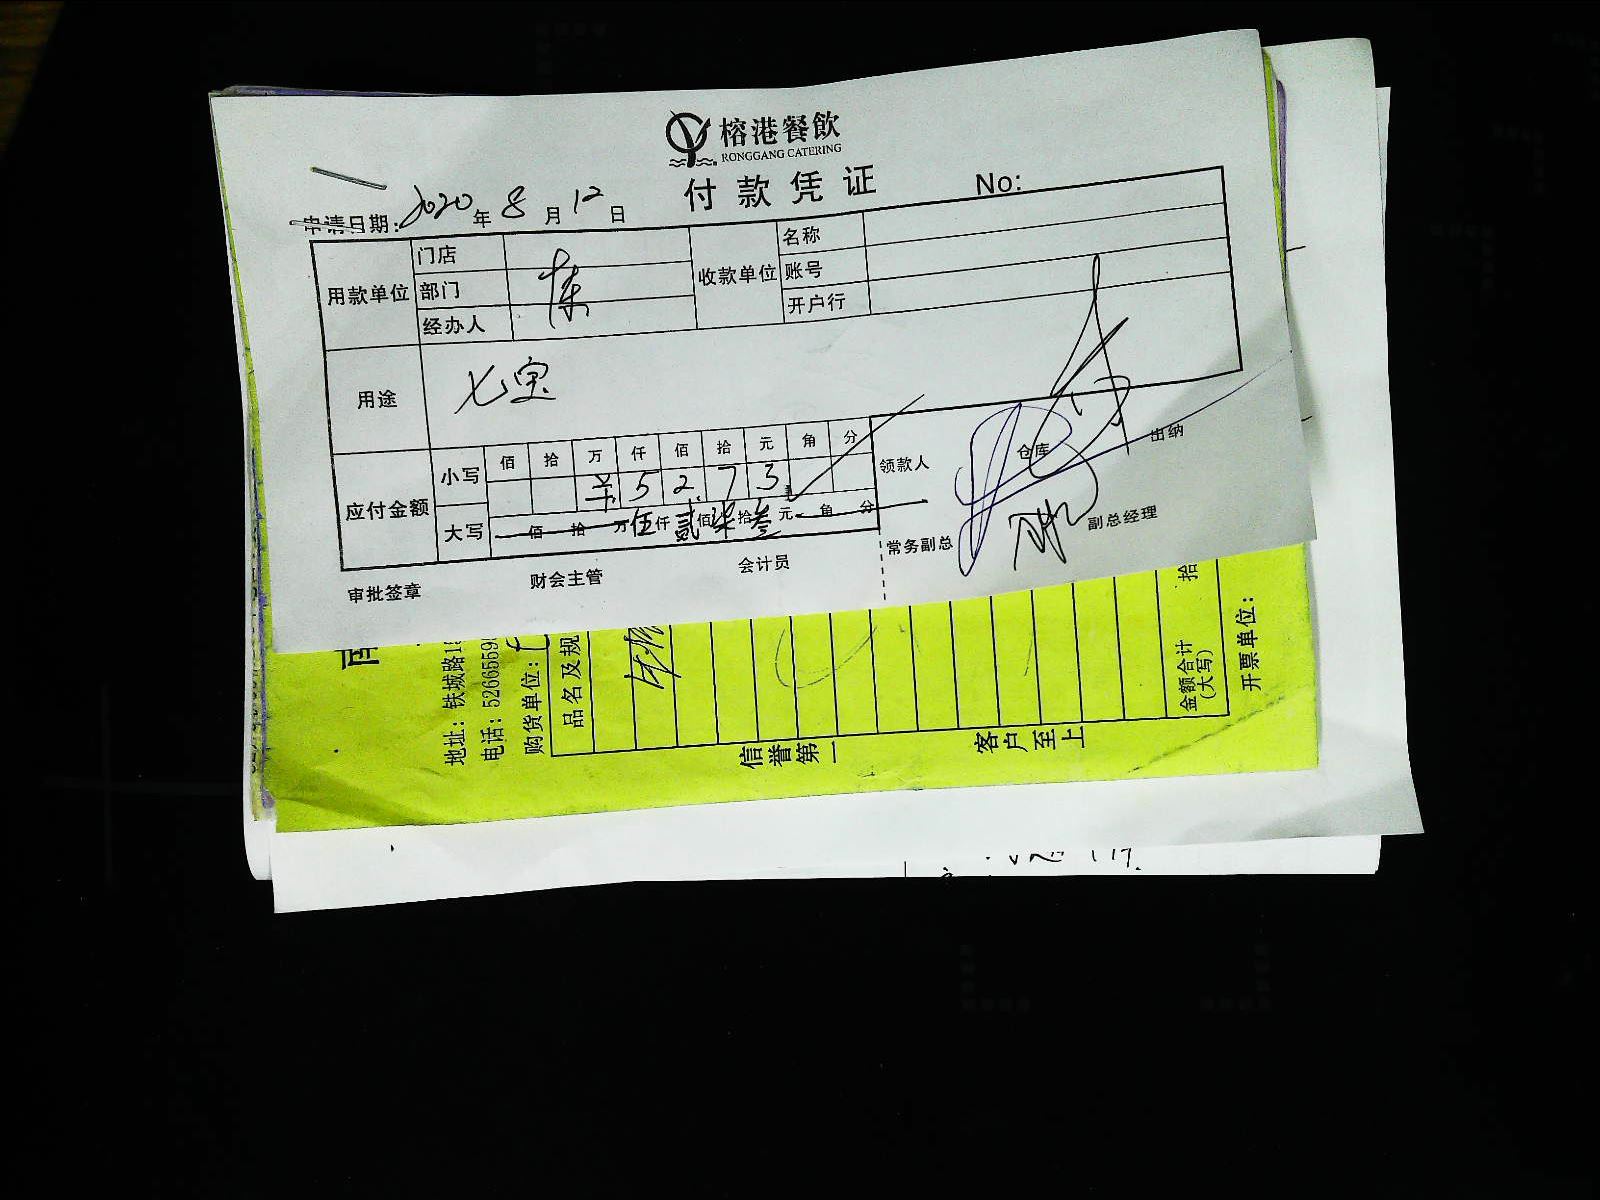 榕港餐飲
RONGGANG CATERING
付款凭证 No:
申请日期: 2020 年 8 月 12 日
用款单位 门店 收款单位 名称
部门 账号
经办人 开户行
用途 七宝
应付金额 小写 佰 拾 万 仟 佰 拾 元 角 分 领款人 仓库 出纳
羊 5 2 7 3
大写 佰 拾 万 伍 仟 贰 佰 柒 拾 叁 元 角 分
审批签章 财会主管 会计员 常务副总 副总经理
地址: 铁城路1
电话: 5266559
购货单位:
品名及规
拾
金额合计
(大写)
开票单位:
信誉第一 客户至上